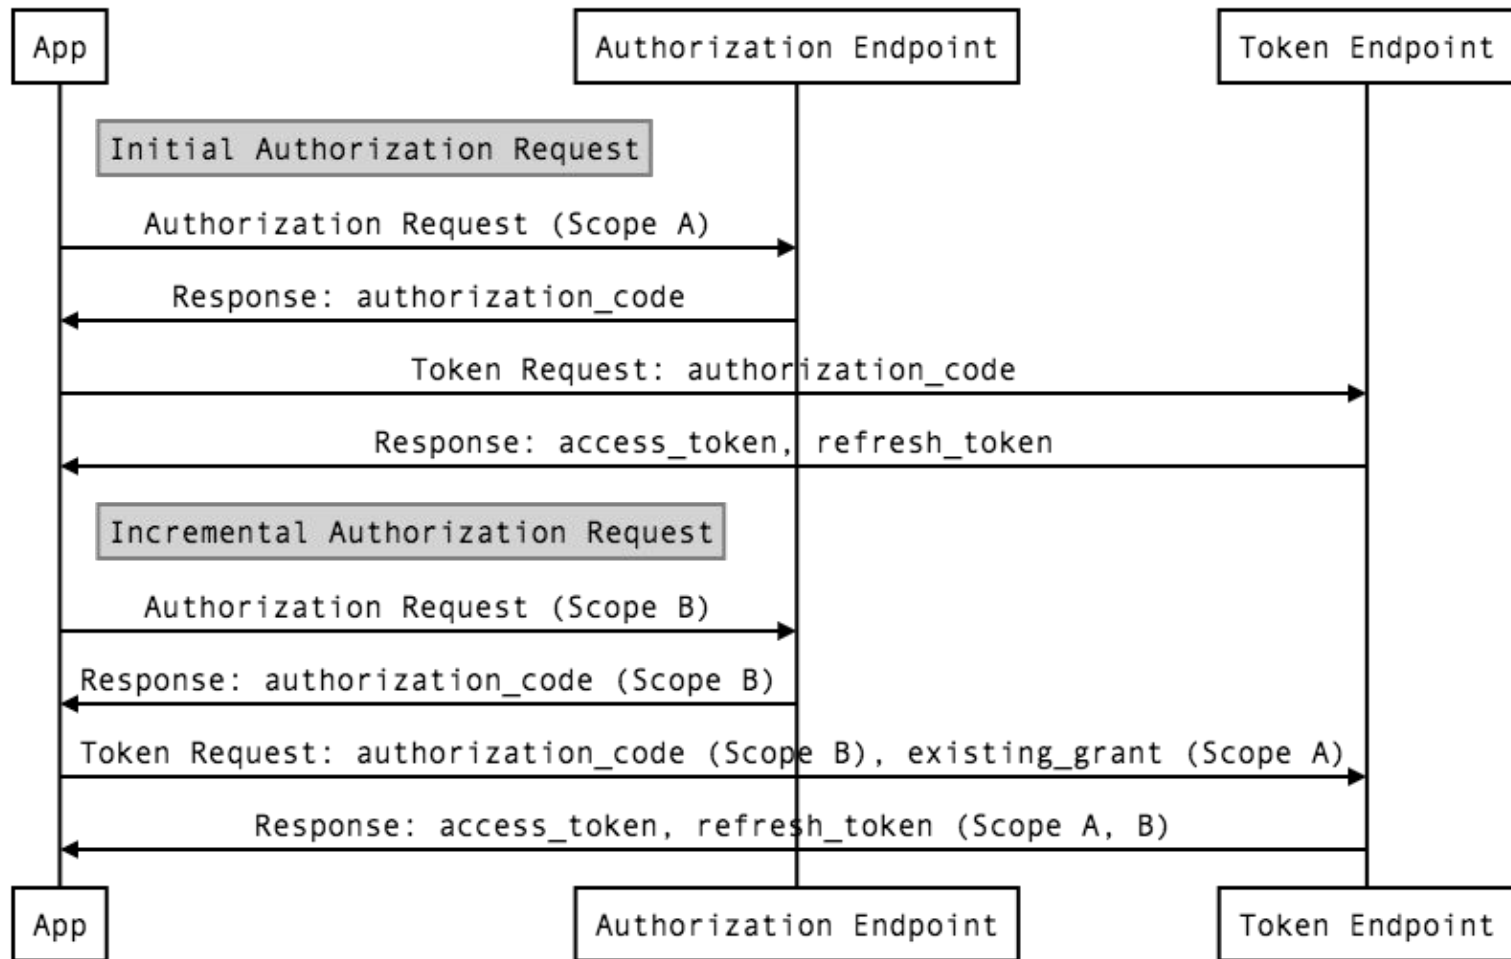 App
Authorization Endpoint
Token Endpoint
Initial Authorization Request
Authorization Request (Scope A)
Response: authorization_code
Token Request: authorization_code
Response: access_token, refresh_token
Incremental Authorization Request
Authorization Request (Scope B)
Response: authorization_code (Scope B)
Token Request: authorization_code (Scope B), existing_grant (Scope A)
Response: access_token, refresh_token (Scope A, B)
App
Authorization Endpoint
Token Endpoint